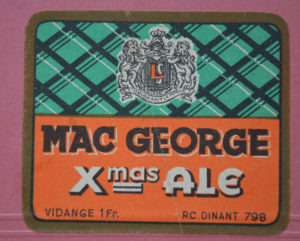 L
MAC GEORGE
Xmas ALE
VIDANGE 1Fr. RC. DINANT 798